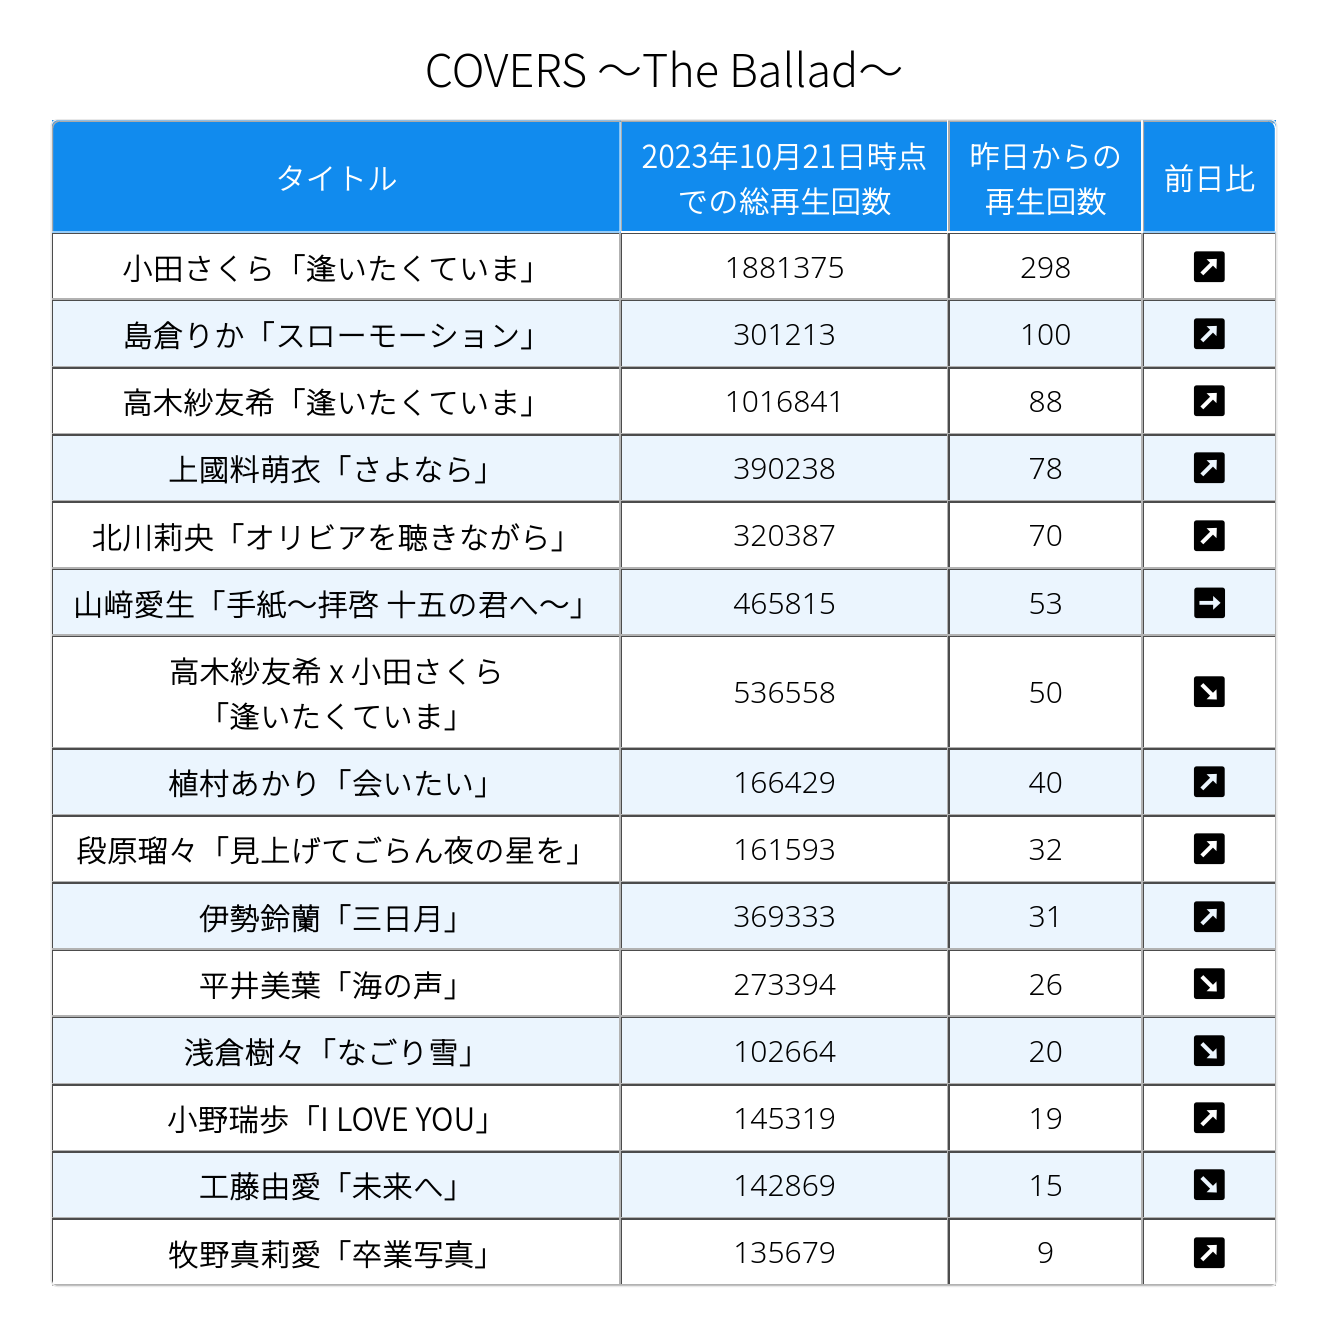 COVERS ～The Ballad～
タイトル
2023年10月21日時点
での総再生回数
昨日からの
再生回数
前日比
小田さくら「逢いたくていま」 1881375 298
島倉りか「スローモーション」 301213 100
高木紗友希「逢いたくていま」 1016841 88
上國料萌衣「さよなら」 390238 78
北川莉央「オリビアを聴きながら」 320387 70
山﨑愛生「手紙～拝啓 十五の君へ～」 465815 53
高木紗友希 x 小田さくら
「逢いたくていま」 536558 50
植村あかり「会いたい」 166429 40
段原瑠々「見上げてごらん夜の星を」 161593 32
伊勢鈴蘭「三日月」 369333 31
平井美葉「海の声」 273394 26
浅倉樹々「なごり雪」 102664 20
小野瑞歩「I LOVE YOU」 145319 19
工藤由愛「未来へ」 142869 15
牧野真莉愛「卒業写真」 135679 9